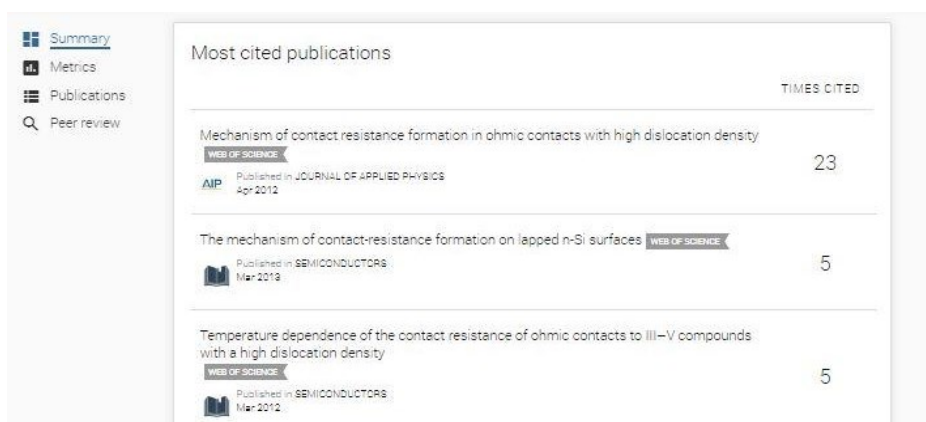 Summary
Metrics
Publications
Peer review
Most cited publications
TIMES CITED
Mechanism of contact resistance formation in ohmic contacts with high dislocation density
WEB OF SCIENCE
23
AIP
Published in JOURNAL OF APPLIED PHYSICS
Apr 2012
The mechanism of contact-resistance formation on lapped n-Si surfaces WEB OF SCIENCE
5
Published in SEMICONDUCTORS
Mar 2013
Temperature dependence of the contact resistance of ohmic contacts to III–V compounds
with a high dislocation density
WEB OF SCIENCE
5
Published in SEMICONDUCTORS
Mar 2012